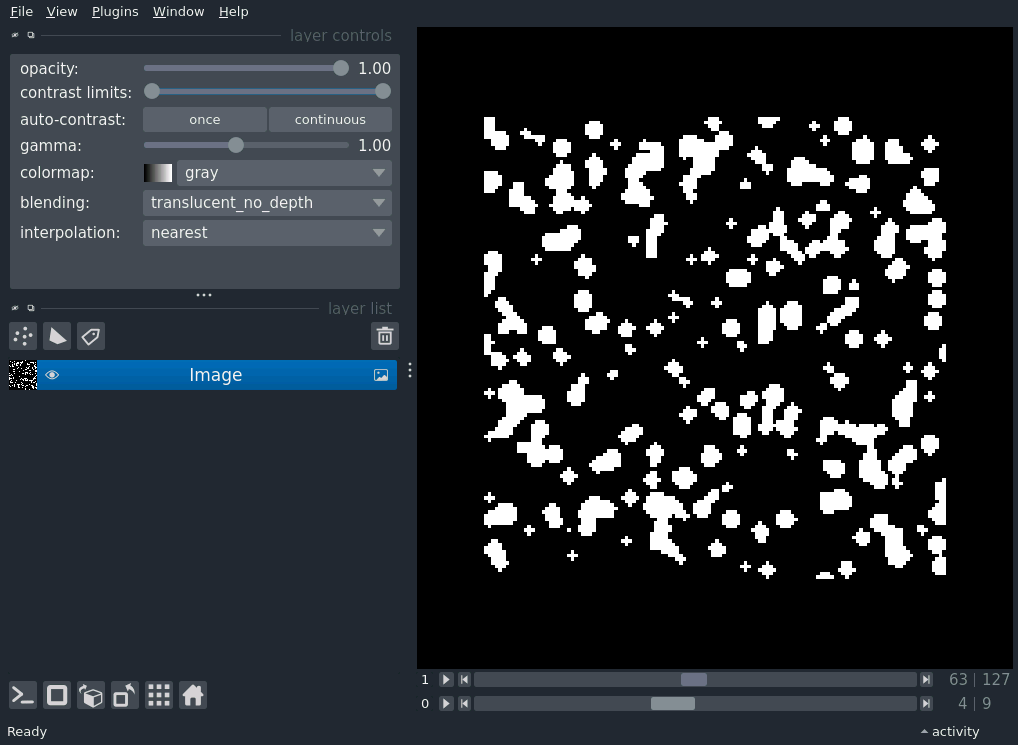 File View Plugins Window Help
layer controls
opacity: 1.00
contrast limits:
auto-contrast: once continuous
gamma: 1.00
colormap: gray
blending: translucent_no_depth
interpolation: nearest
layer list
Image
1 63 | 127
0 4 | 9
Ready activity